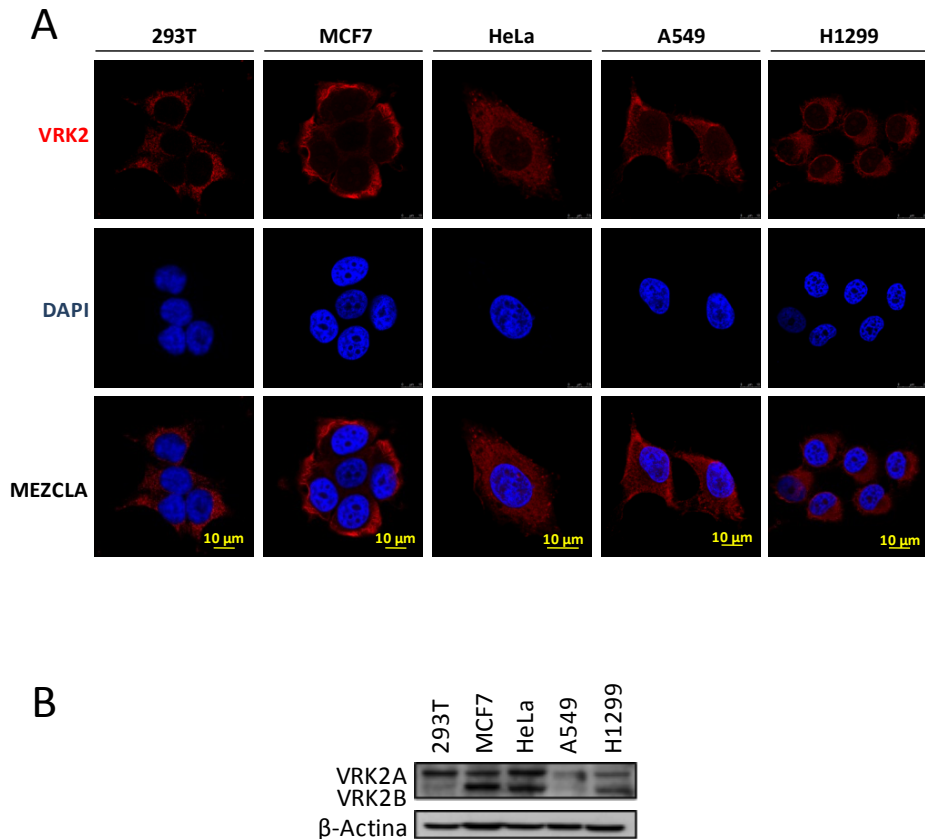 A
293T MCF7 HeLa A549 H1299
VRK2
DAPI
MEZCLA
10 µm 10 µm 10 µm 10 µm 10 µm
B
293T MCF7 HeLa A549 H1299
VRK2A
VRK2B
β-Actina